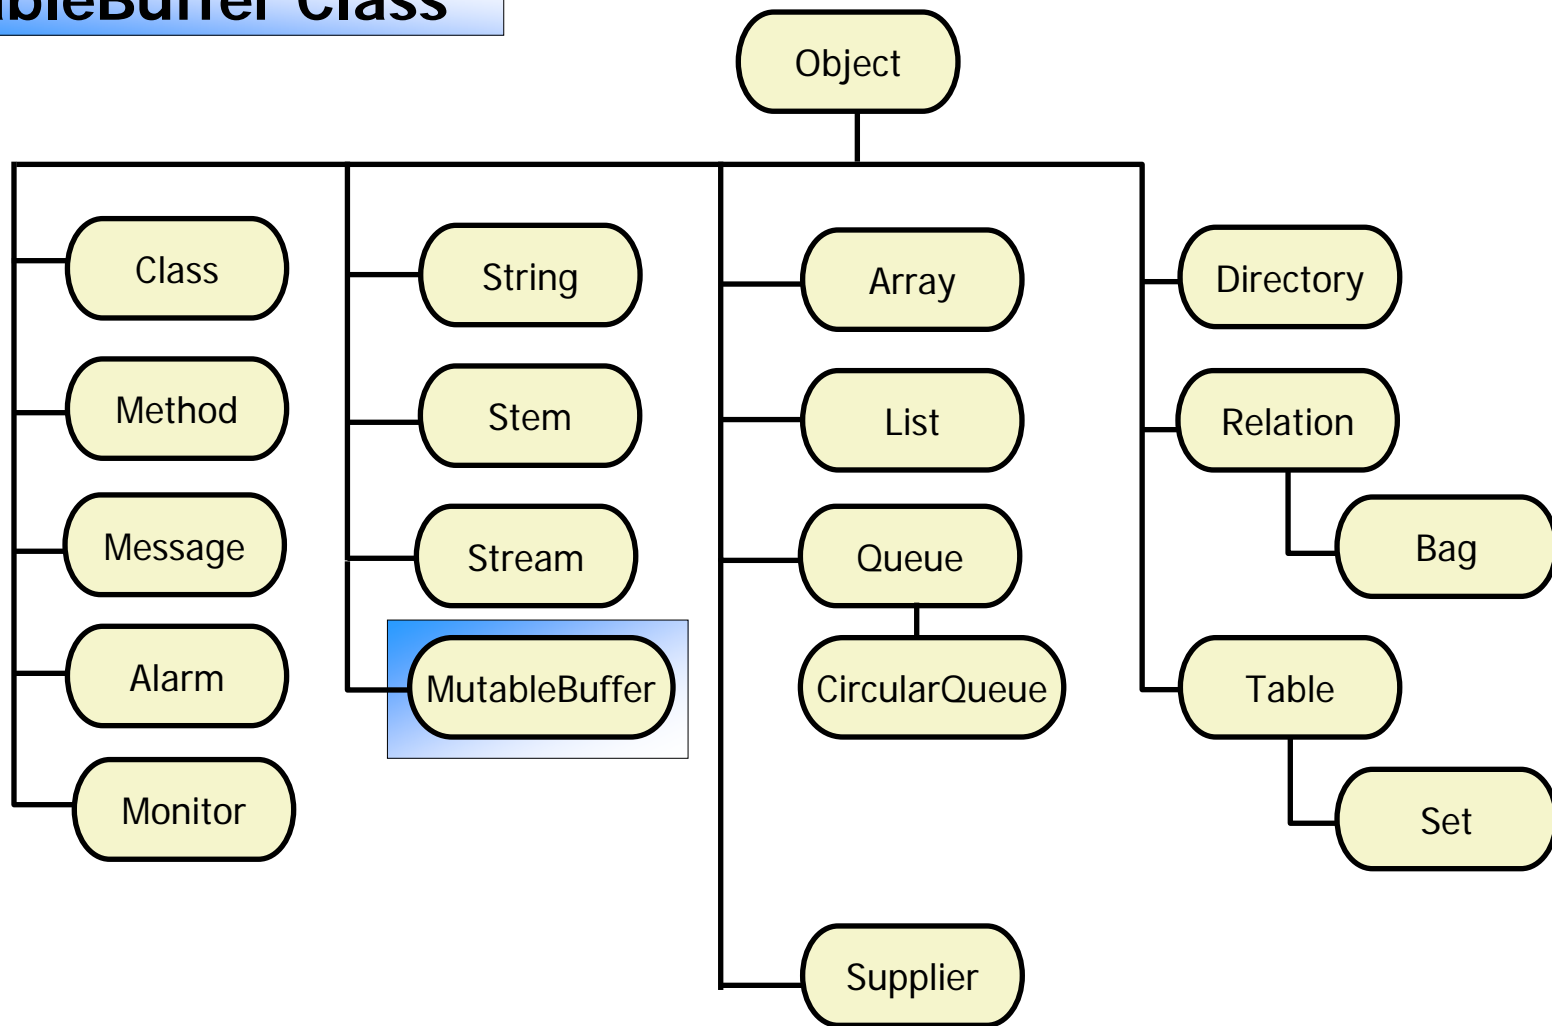 Class
Object
Class
Method
Message
Alarm
Monitor
String
Stem
Stream
MutableBuffer
Array
List
Queue
CircularQueue
Supplier
Directory
Relation
Bag
Table
Set